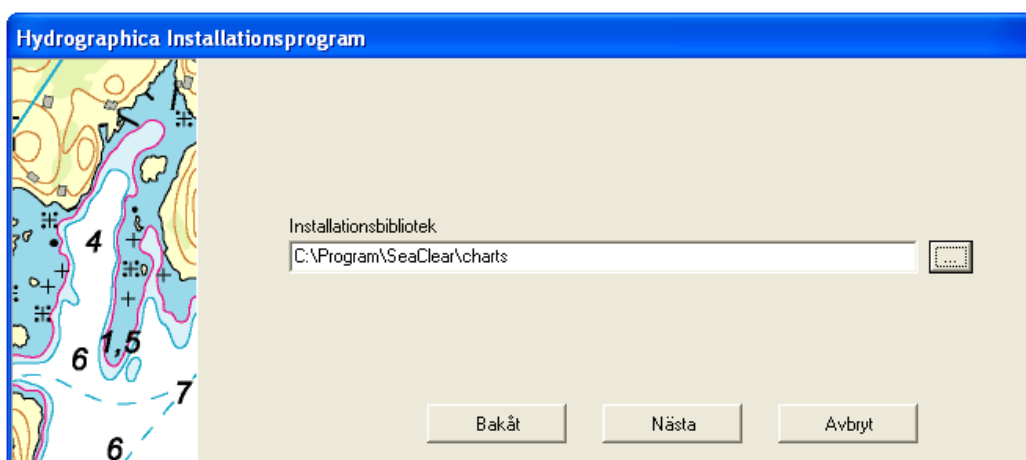 Hydrographica Installationsprogram
4
Installationsbibliotek
C:\Program\SeaClear\charts
...
1,5
6
7
Bakåt Nästa Avbryt
6